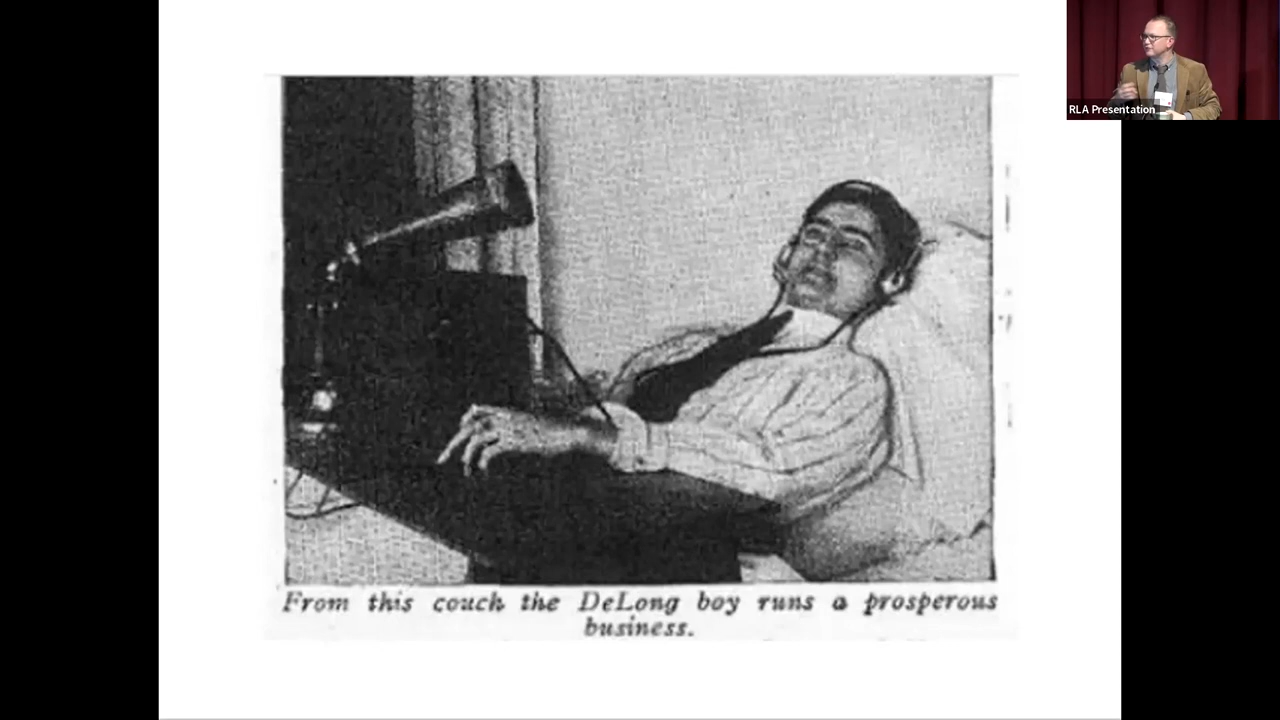 RLA Presentation
From this couch the DeLong boy runs a prosperous
business.